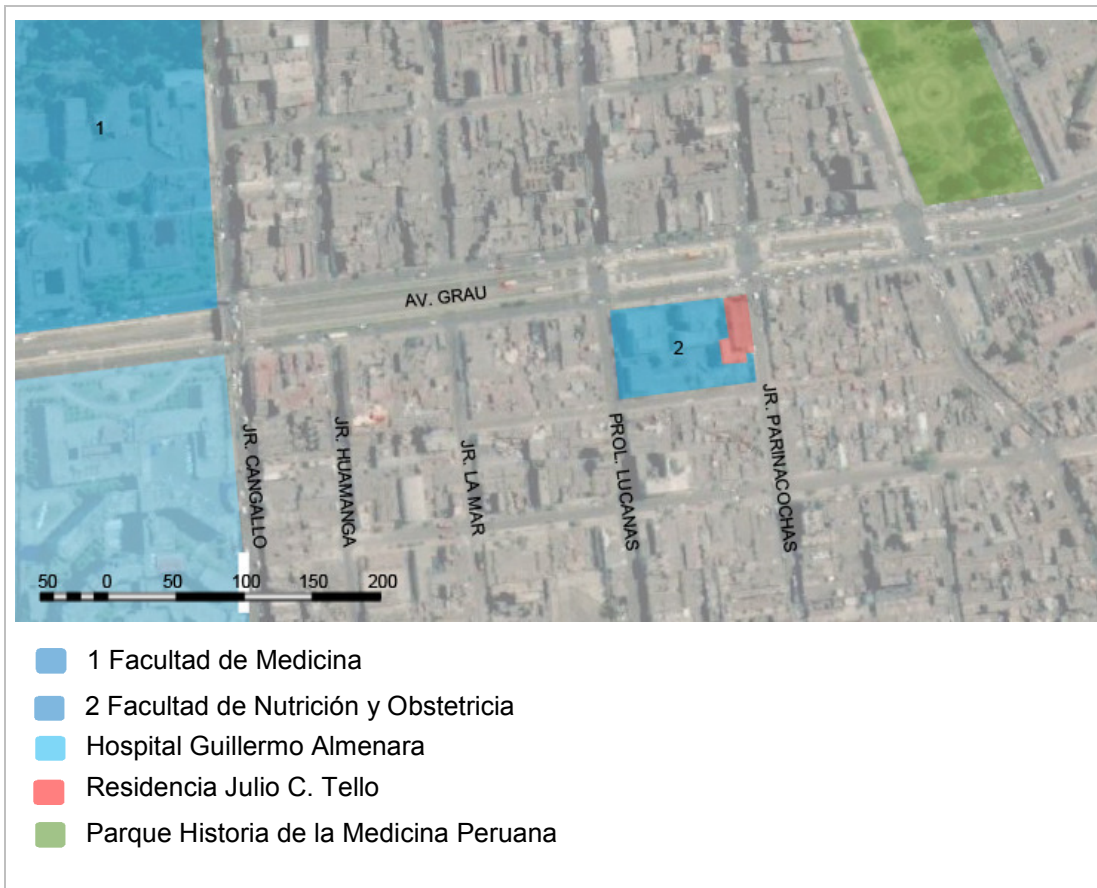 1
AV. GRAU
2
JR. CANGALLO
JR. HUAMANGA
JR. LA MAR
PROL. LUCANAS
JR. PARINACOCHAS
50 0 50 100 150 200
1 Facultad de Medicina
2 Facultad de Nutrición y Obstetricia
Hospital Guillermo Almenara
Residencia Julio C. Tello
Parque Historia de la Medicina Peruana